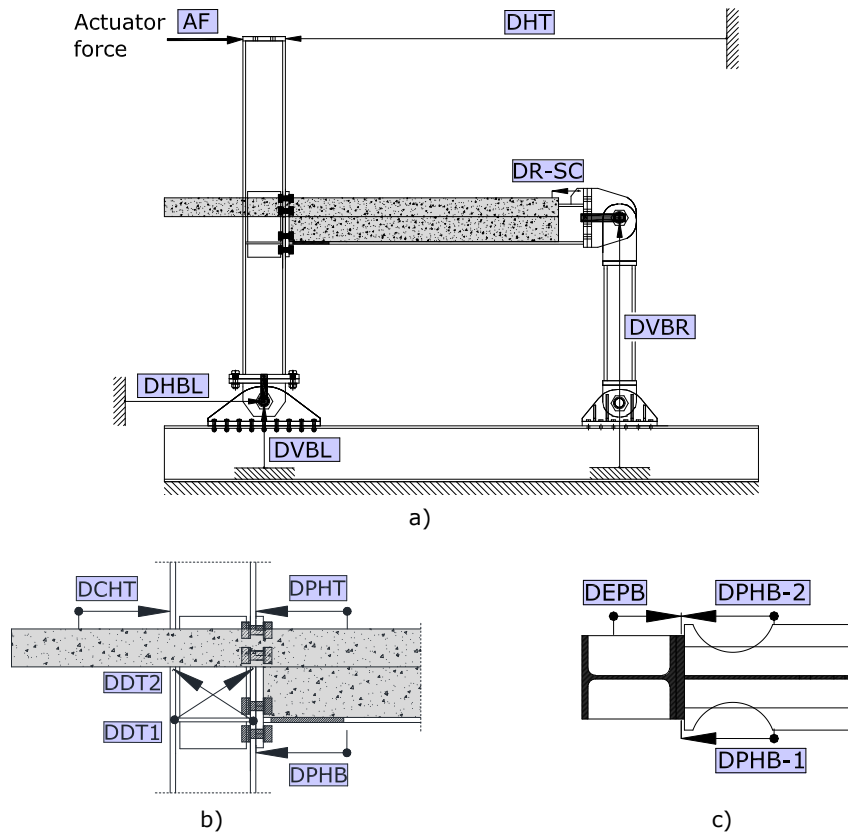 Actuator force
AF
DHT
DR-SC
DVBR
DHBL
DVBL
a)
DCHT
DPHT
DDT2
DDT1
DPHB
b)
DEPB
DPHB-2
DPHB-1
c)